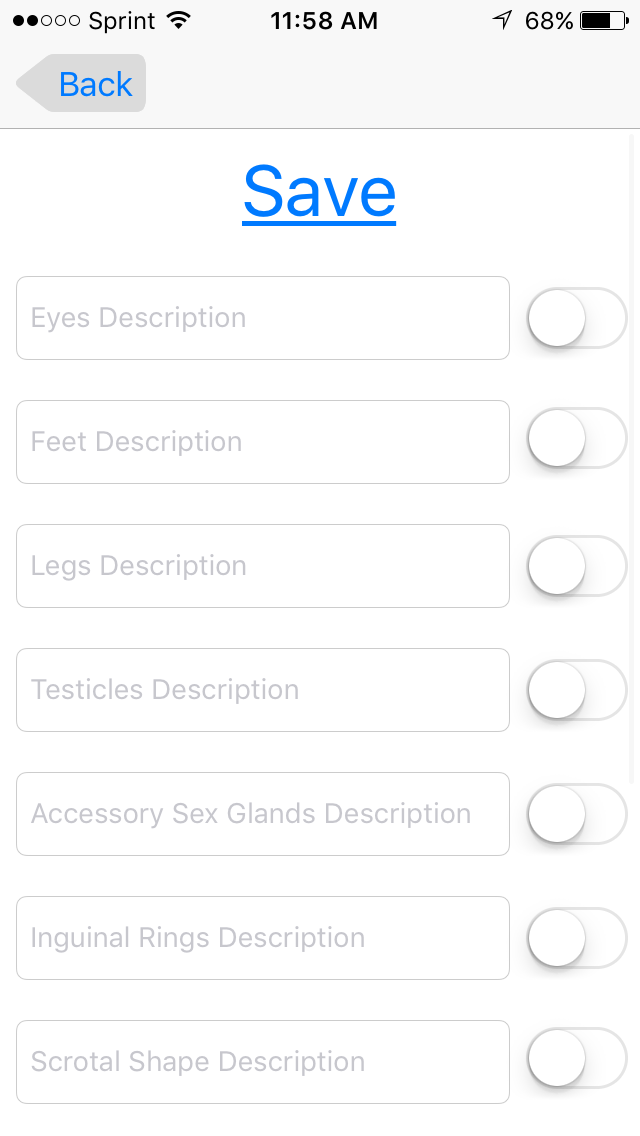 Sprint 11:58 AM 68%
Back
Save
Eyes Description
Feet Description
Legs Description
Testicles Description
Accessory Sex Glands Description
Inguinal Rings Description
Scrotal Shape Description